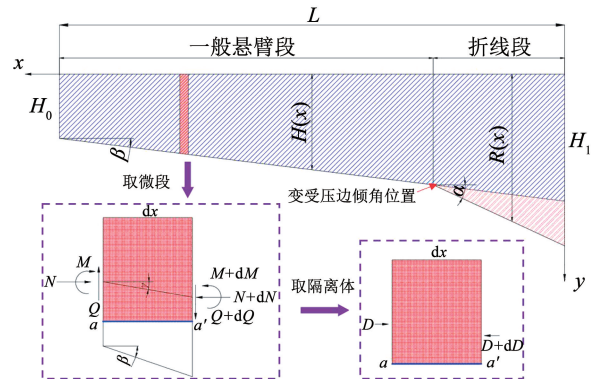 L
一般悬臂段
折线段
x
H₀
H(x)
R(x)
H₁
β
变受压边倾角位置
α
取微段
y
dx
M
N
Q
a
γ
M+dM
N+dN
Q+dQ
a′
β
取隔离体
dx
D
D+dD
a
a′